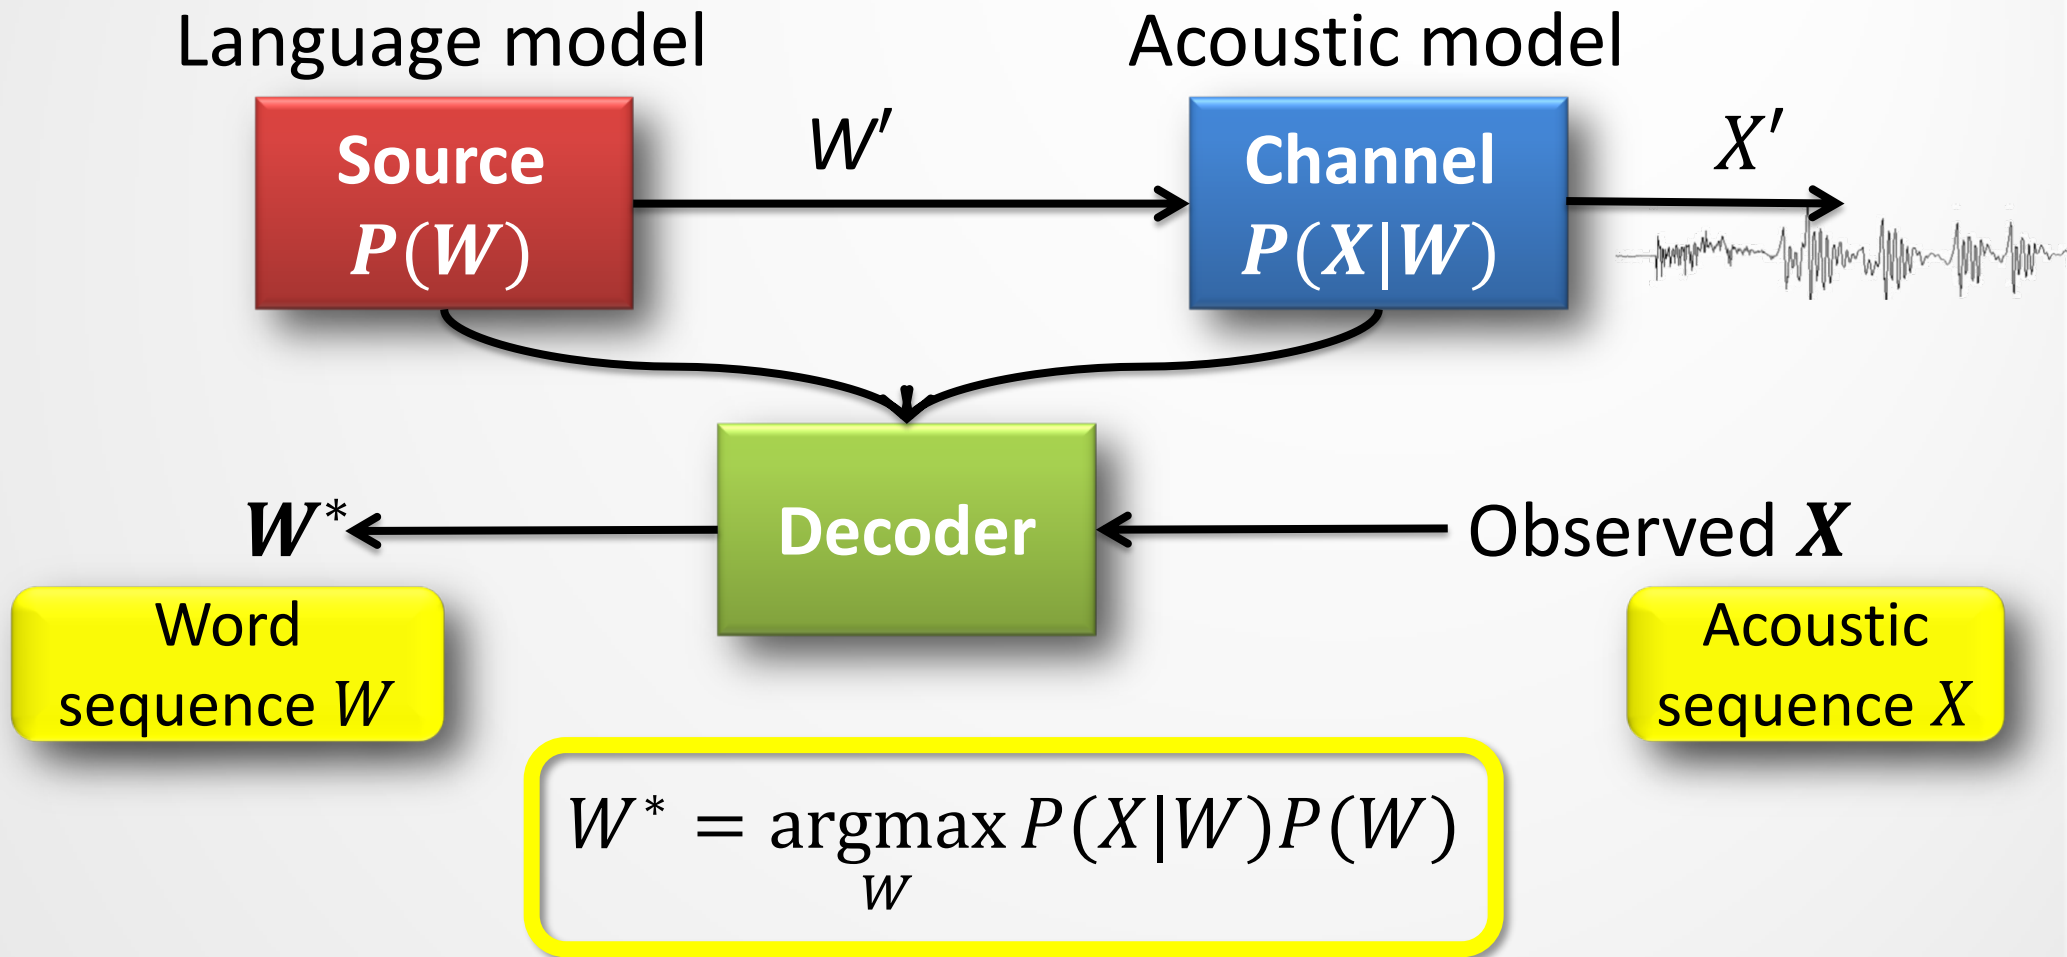 Language model
Acoustic model
Source
P(W)
W′
Channel
P(X|W)
X′
W*
Decoder
Observed X
Word
sequence W
Acoustic
sequence X
W* = argmax P(X|W)P(W)
W